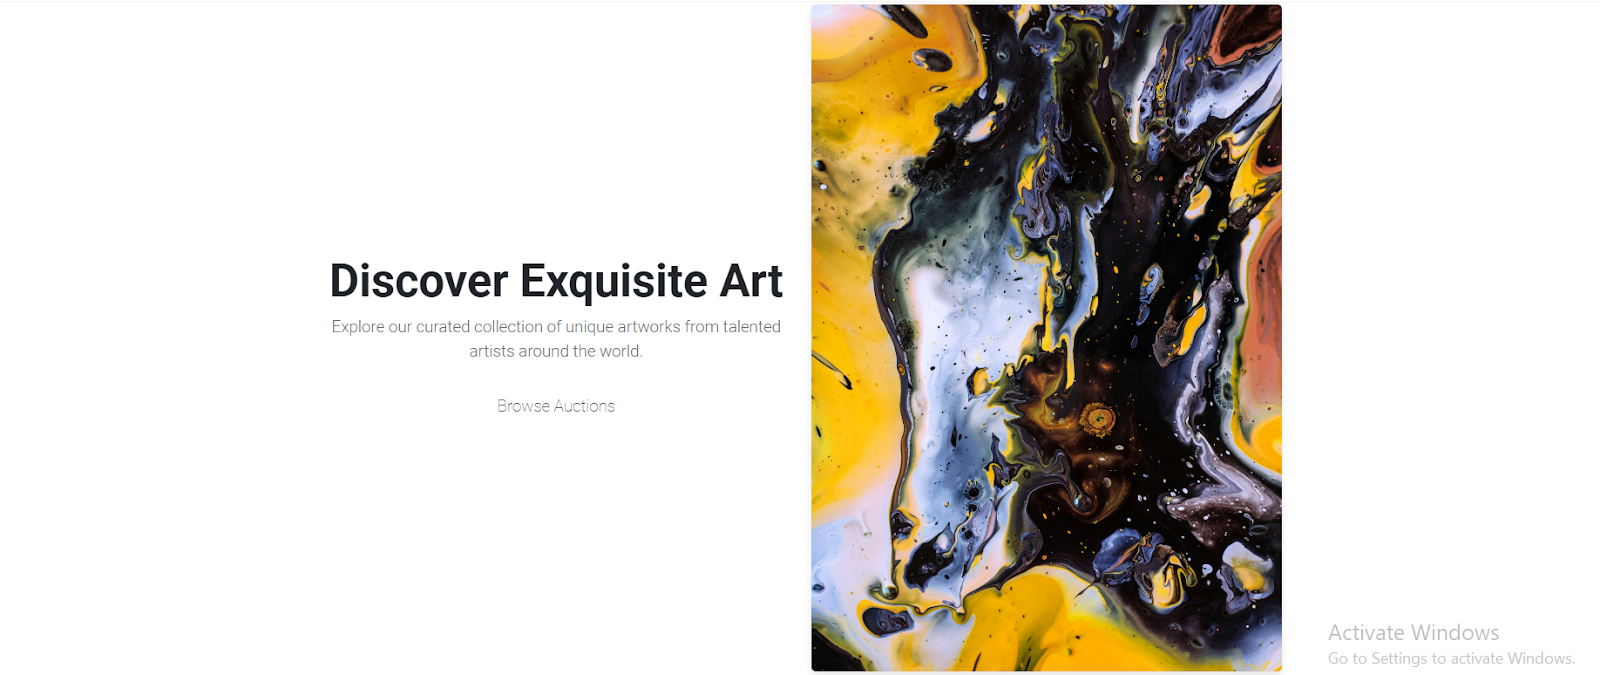 Discover Exquisite Art
Explore our curated collection of unique artworks from talented
artists around the world.
Browse Auctions
Activate Windows
Go to Settings to activate Windows.